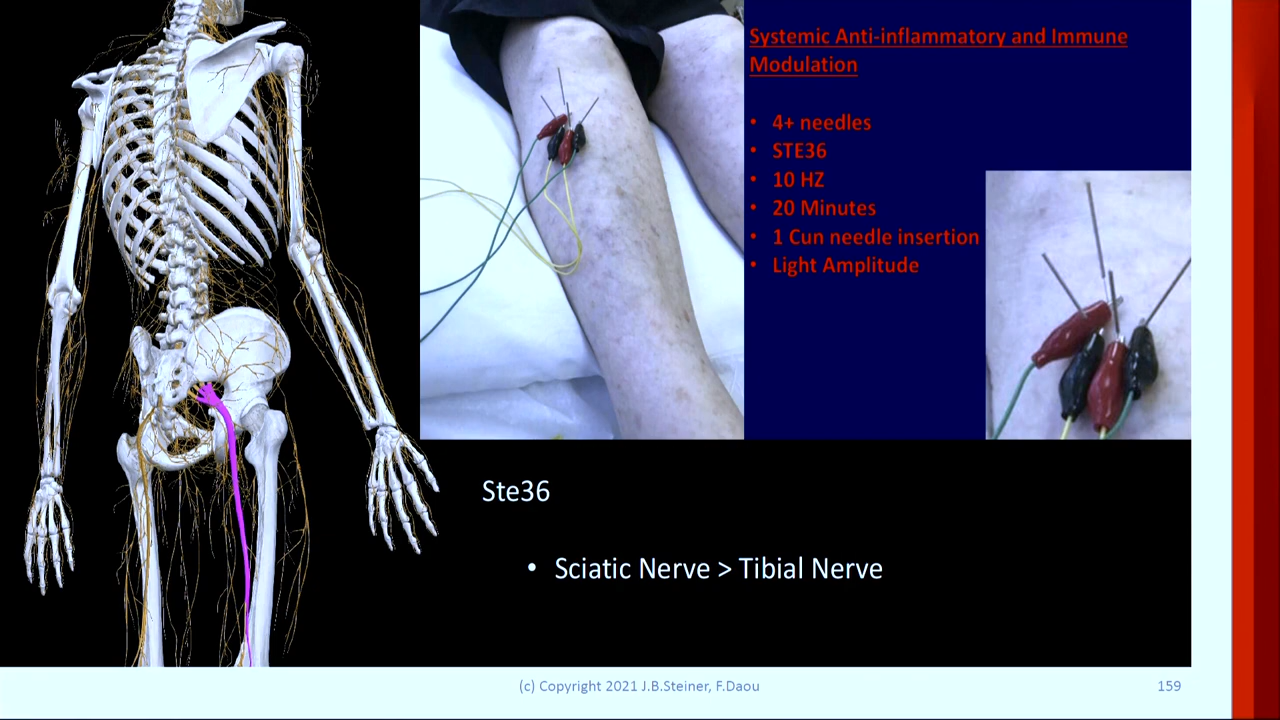 Systemic Anti-inflammatory and Immune
Modulation
• 4+ needles
• STE36
• 10 HZ
• 20 Minutes
• 1 Cun needle insertion
• Light Amplitude
Ste36
• Sciatic Nerve > Tibial Nerve
(c) Copyright 2021 J.B.Steiner, F.Daou
159